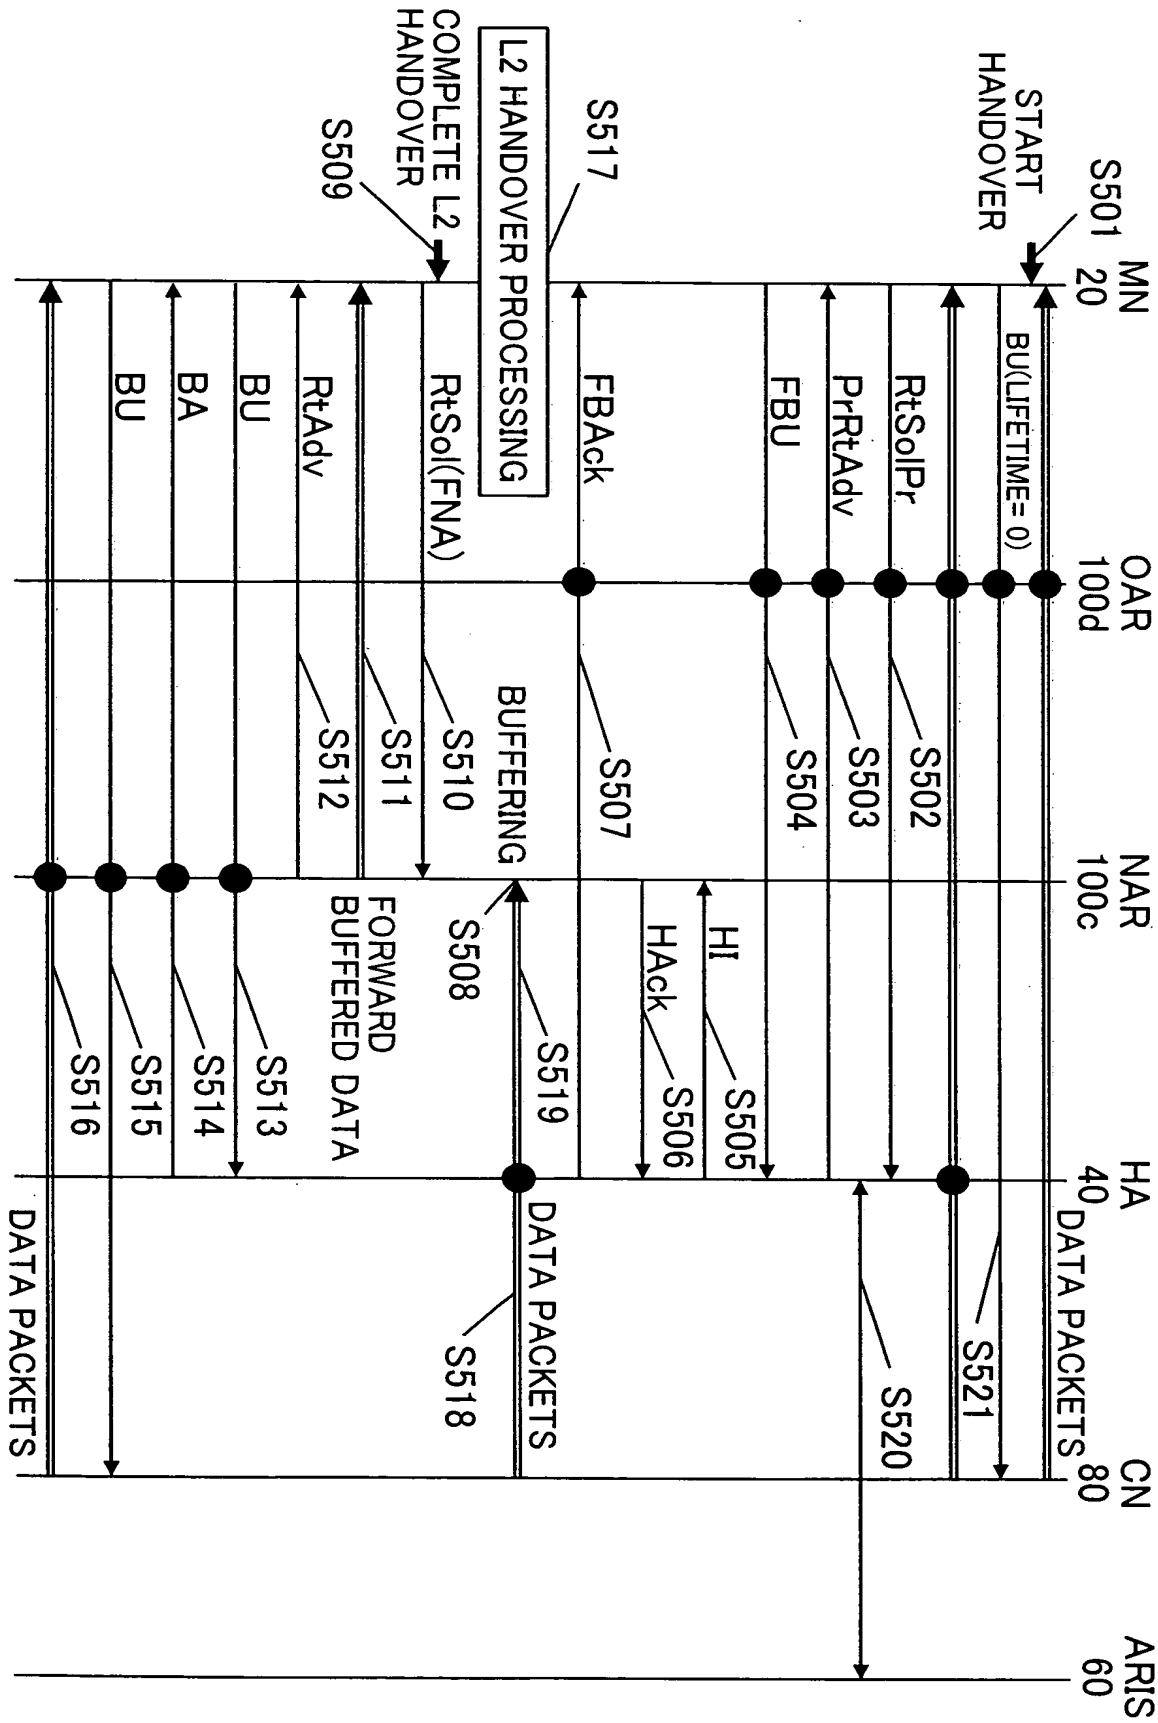 MN
20
OAR
100d
NAR
100c
HA
40
CN
80
ARIS
60
START
HANDOVER
S501
DATA PACKETS
BU(LIFETIME=0)
S521
RtSolPr
S502
S520
PrRtAdv
S503
FBU
S504
HI
S505
HAck
S506
FBAck
S507
S517
L2 HANDOVER PROCESSING
BUFFERING
S508
S519
DATA PACKETS
S518
COMPLETE L2
HANDOVER
S509
RtSol(FNA)
S510
S511
FORWARD
BUFFERED DATA
RtAdv
S512
BU
S513
BA
S514
BU
S515
S516
DATA PACKETS